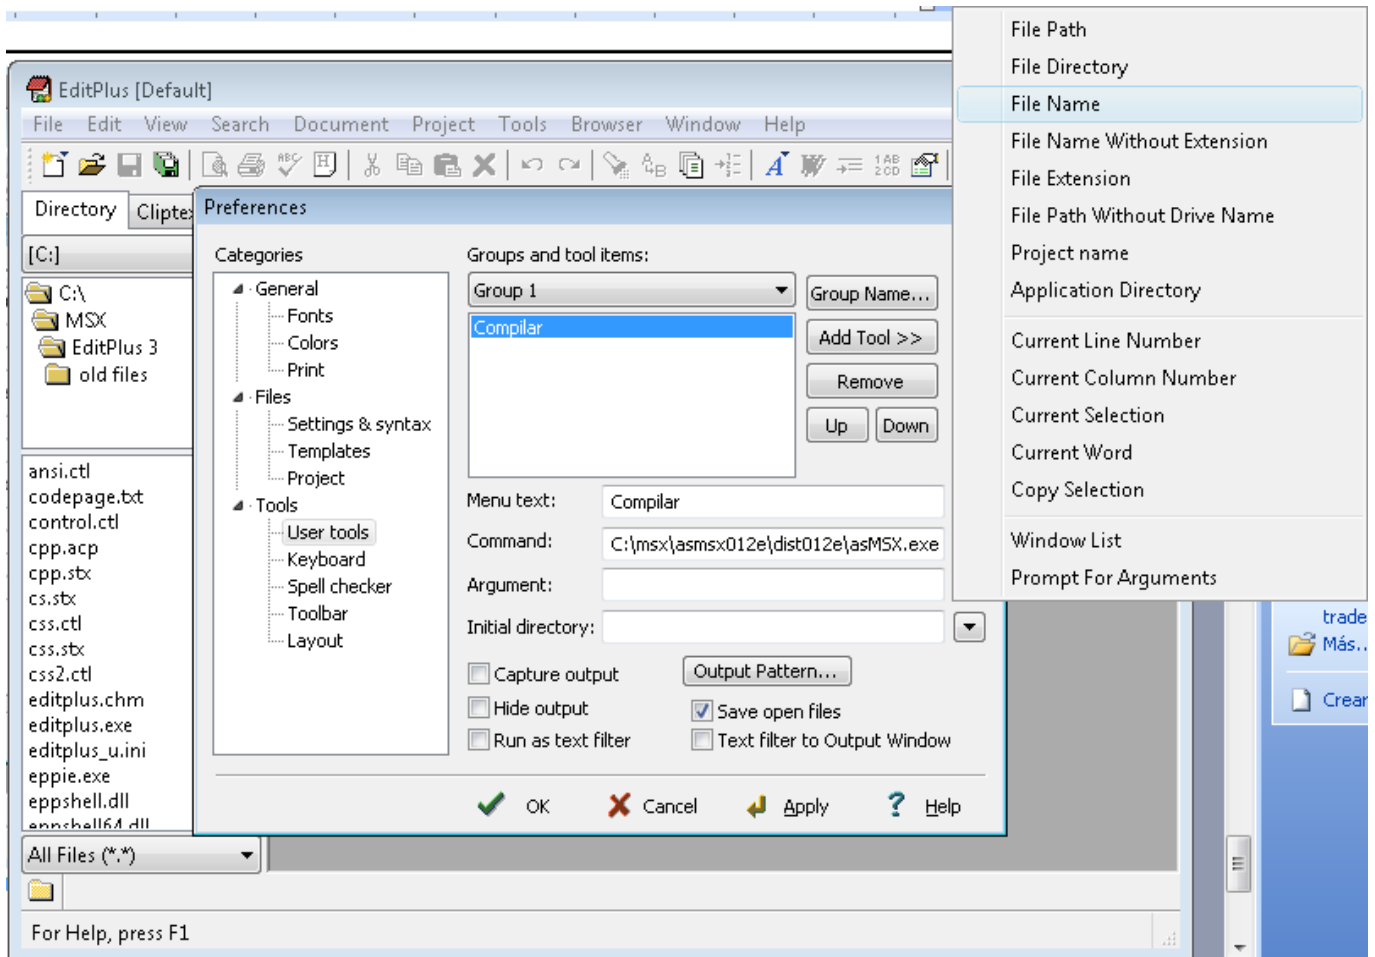 EditPlus [Default]
File Edit View Search Document Project Tools Browser Window Help
Directory
Cliptex
[C:]
C:\
MSX
EditPlus 3
old files
ansi.ctl
codepage.txt
control.ctl
cpp.acp
cpp.stx
cs.stx
css.ctl
css.stx
css2.ctl
editplus.chm
editplus.exe
editplus_u.ini
eppie.exe
eppshell.dll
eppshell64.dll
All Files (*.*)
For Help, press F1
Preferences
Categories
General
Fonts
Colors
Print
Files
Settings & syntax
Templates
Project
Tools
User tools
Keyboard
Spell checker
Toolbar
Layout
Groups and tool items:
Group 1
Group Name...
Compilar
Add Tool >>
Remove
Up
Down
Menu text: Compilar
Command: C:\msx\asmsx012e\dist012e\asMSX.exe
Argument:
Initial directory:
Capture output
Output Pattern...
Hide output
Save open files
Run as text filter
Text filter to Output Window
OK
Cancel
Apply
Help
File Path
File Directory
File Name
File Name Without Extension
File Extension
File Path Without Drive Name
Project name
Application Directory
Current Line Number
Current Column Number
Current Selection
Current Word
Copy Selection
Window List
Prompt For Arguments
trade
Más..
Crear